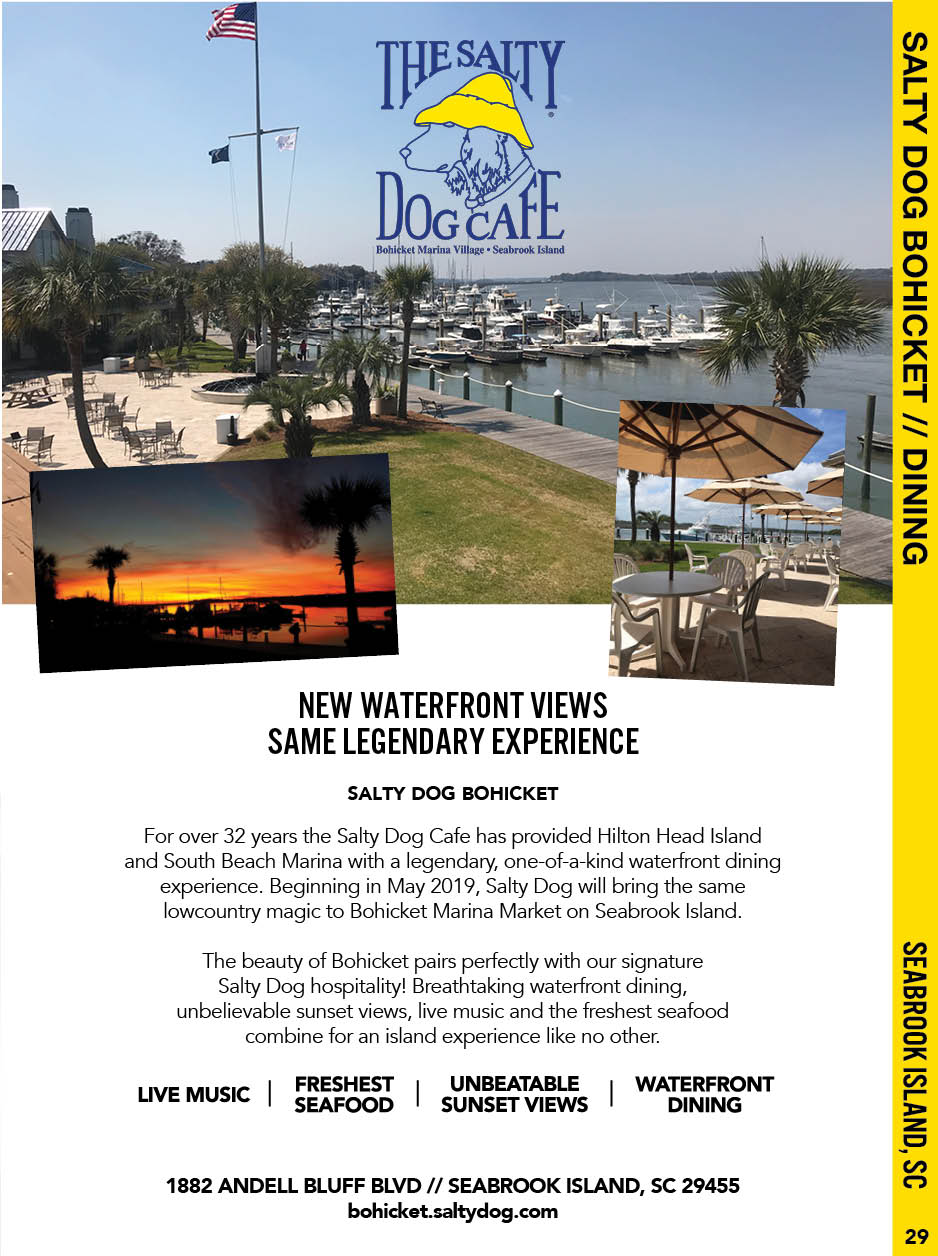 THE SALTY
DOG CAFE
®
Bohicket Marina Village • Seabrook Island
SALTY DOG BOHICKET // DINING
NEW WATERFRONT VIEWS
SAME LEGENDARY EXPERIENCE
SALTY DOG BOHICKET
For over 32 years the Salty Dog Cafe has provided Hilton Head Island
and South Beach Marina with a legendary, one-of-a-kind waterfront dining
experience. Beginning in May 2019, Salty Dog will bring the same
lowcountry magic to Bohicket Marina Market on Seabrook Island.
The beauty of Bohicket pairs perfectly with our signature
Salty Dog hospitality! Breathtaking waterfront dining,
unbelievable sunset views, live music and the freshest seafood
combine for an island experience like no other.
LIVE MUSIC |
FRESHEST
SEAFOOD |
UNBEATABLE
SUNSET VIEWS |
WATERFRONT
DINING
1882 ANDELL BLUFF BLVD // SEABROOK ISLAND, SC 29455
bohicket.saltydog.com
SEABROOK ISLAND, SC
29